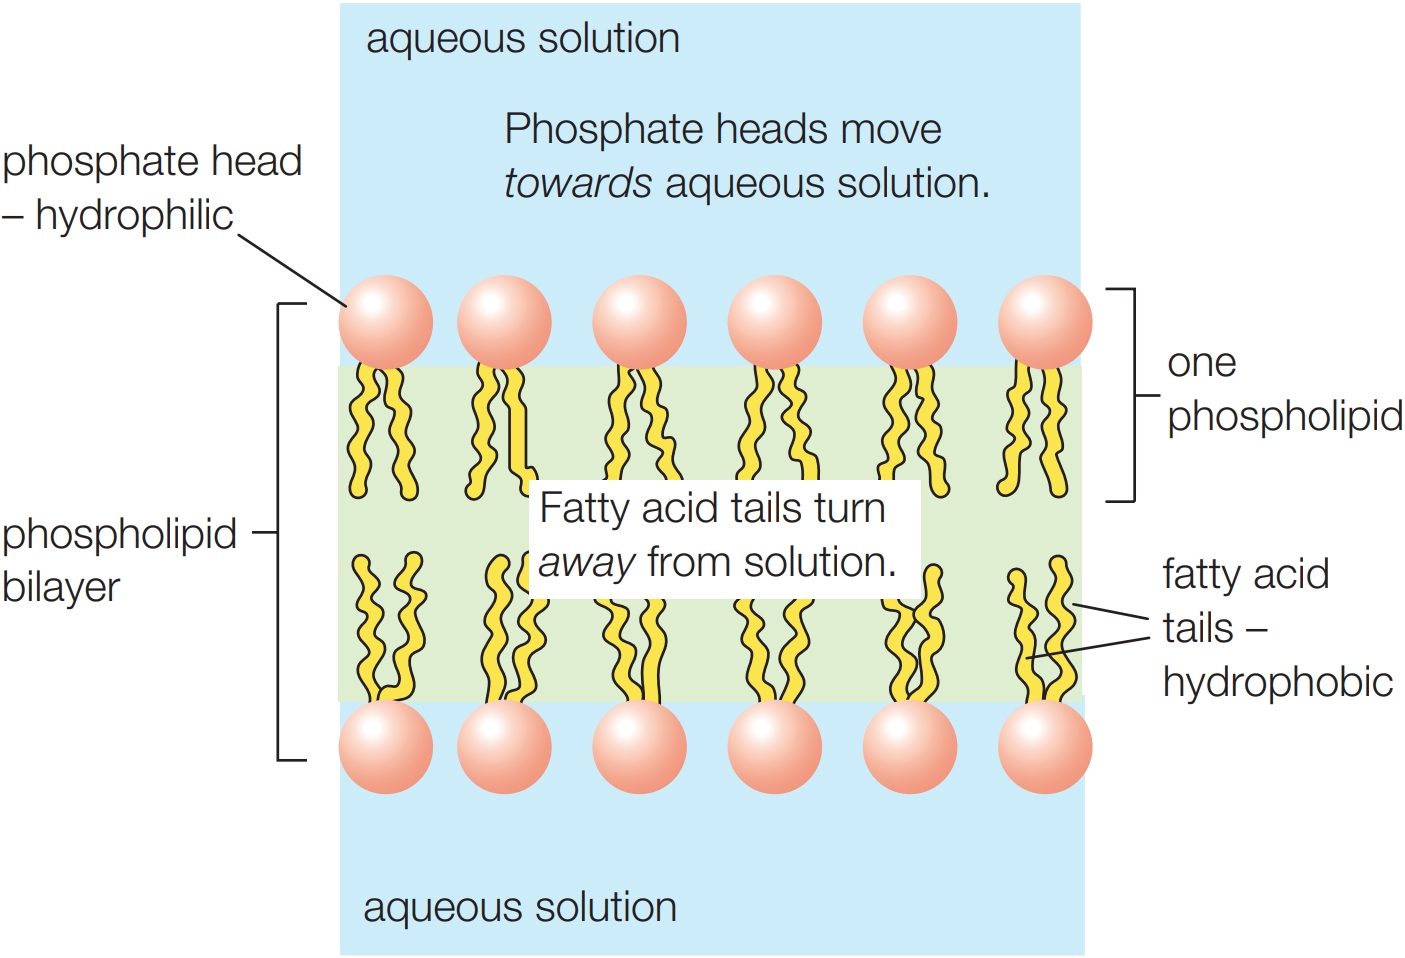 aqueous solution
Phosphate heads move
towards aqueous solution.
phosphate head
– hydrophilic
one
phospholipid
phospholipid
bilayer
Fatty acid tails turn
away from solution.
fatty acid
tails –
hydrophobic
aqueous solution